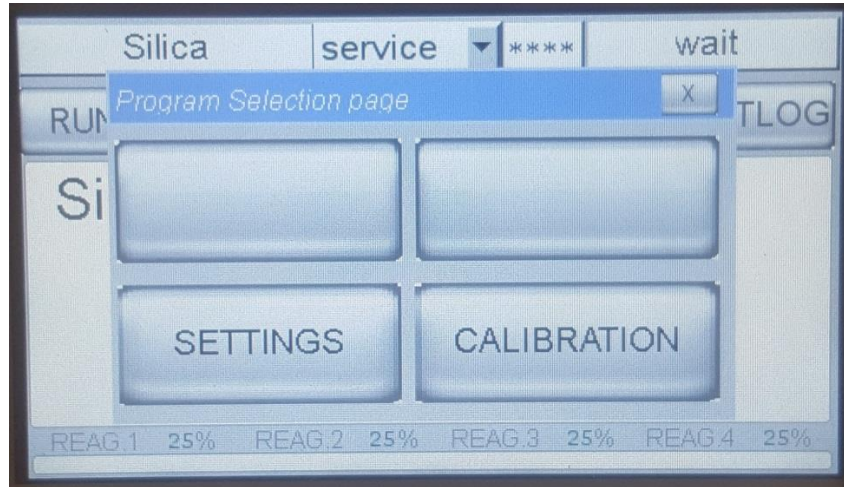 Silica service **** wait
Program Selection page X
RUN TLOG
Si
SETTINGS CALIBRATION
REAG.1 25% REAG.2 25% REAG.3 25% REAG.4 25%